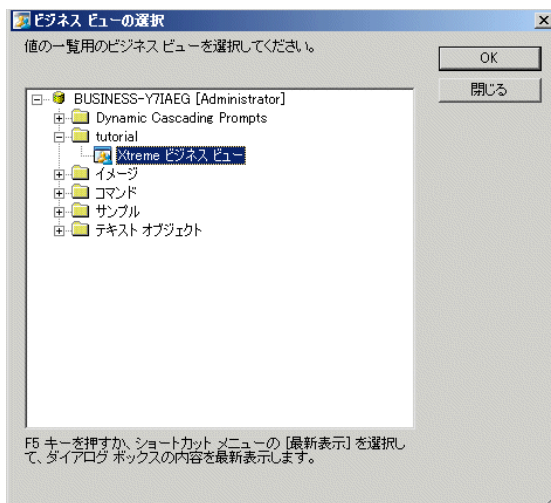 ビジネス ビューの選択
値の一覧用のビジネス ビューを選択してください。
OK
閉じる
BUSINESS-Y7IAEG [Administrator]
Dynamic Cascading Prompts
tutorial
Xtreme ビジネス ビュー
イメージ
コマンド
サンプル
テキスト オブジェクト
F5 キーを押すか、ショートカット メニューの [最新表示] を選択し
て、ダイアログ ボックスの内容を最新表示します。